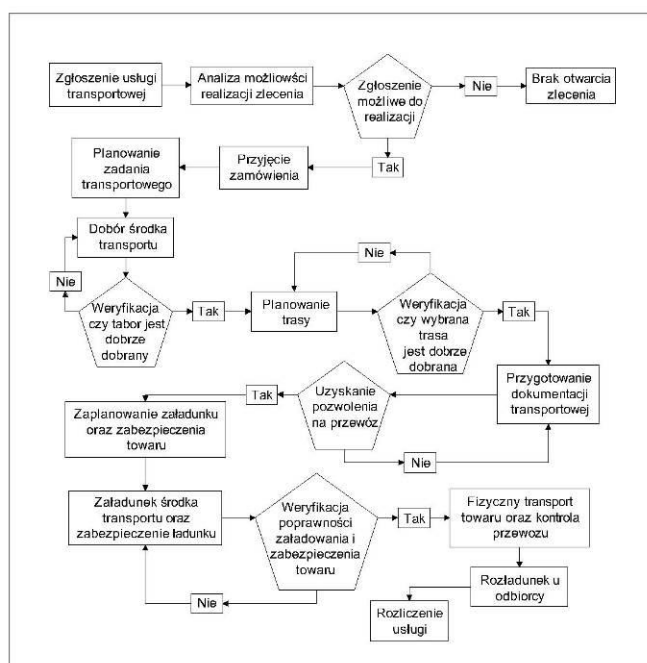 Zgłoszenie usługi
transportowej
Analiza możliowści
realizacji zlecenia
Zgłoszenie
możliwe do
realizacji
Nie
Brak otwarcia
zlecenia
Planowanie
zadania
transportowego
Przyjęcie
zamówienia
Tak
Dobór środka
transportu
Nie
Nie
Weryfikacja
czy tabor jest
dobrze
dobrany
Tak
Planowanie
trasy
Weryfikacja
czy wybrana
trasa
jest dobrze
dobrana
Tak
Przygotowanie
dokumentacji
transportowej
Uzyskanie
pozwolenia
na przewóz
Tak
Nie
Zaplanowanie załadunku
oraz zabezpieczenia
towaru
Załadunek środka
transportu oraz
zabezpieczenie ładunku
Weryfikacja
poprawności
załadowania i
zabezpieczenia
towaru
Tak
Fizyczny transport
towaru oraz kontrola
przewozu
Nie
Rozładunek u
odbiorcy
Rozliczenie
usługi